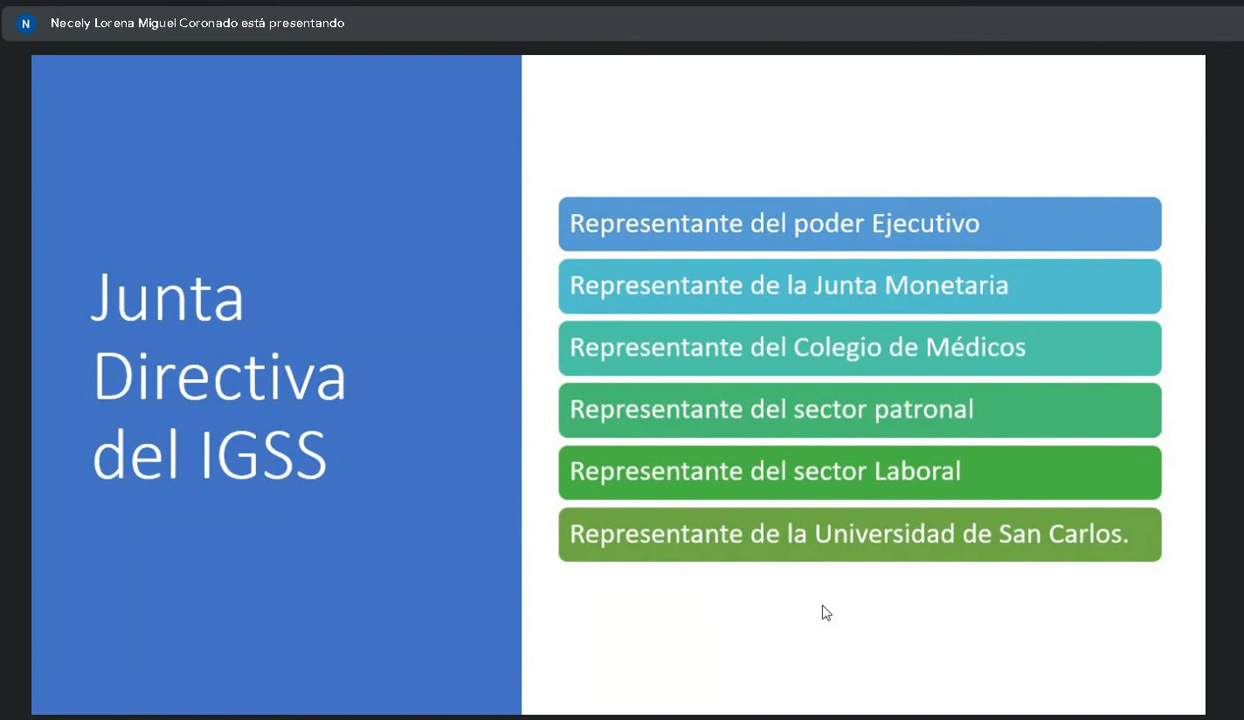 N
Necely Lorena Miguel Coronado está presentando
Junta
Directiva
del IGSS
Representante del poder Ejecutivo
Representante de la Junta Monetaria
Representante del Colegio de Médicos
Representante del sector patronal
Representante del sector Laboral
Representante de la Universidad de San Carlos.